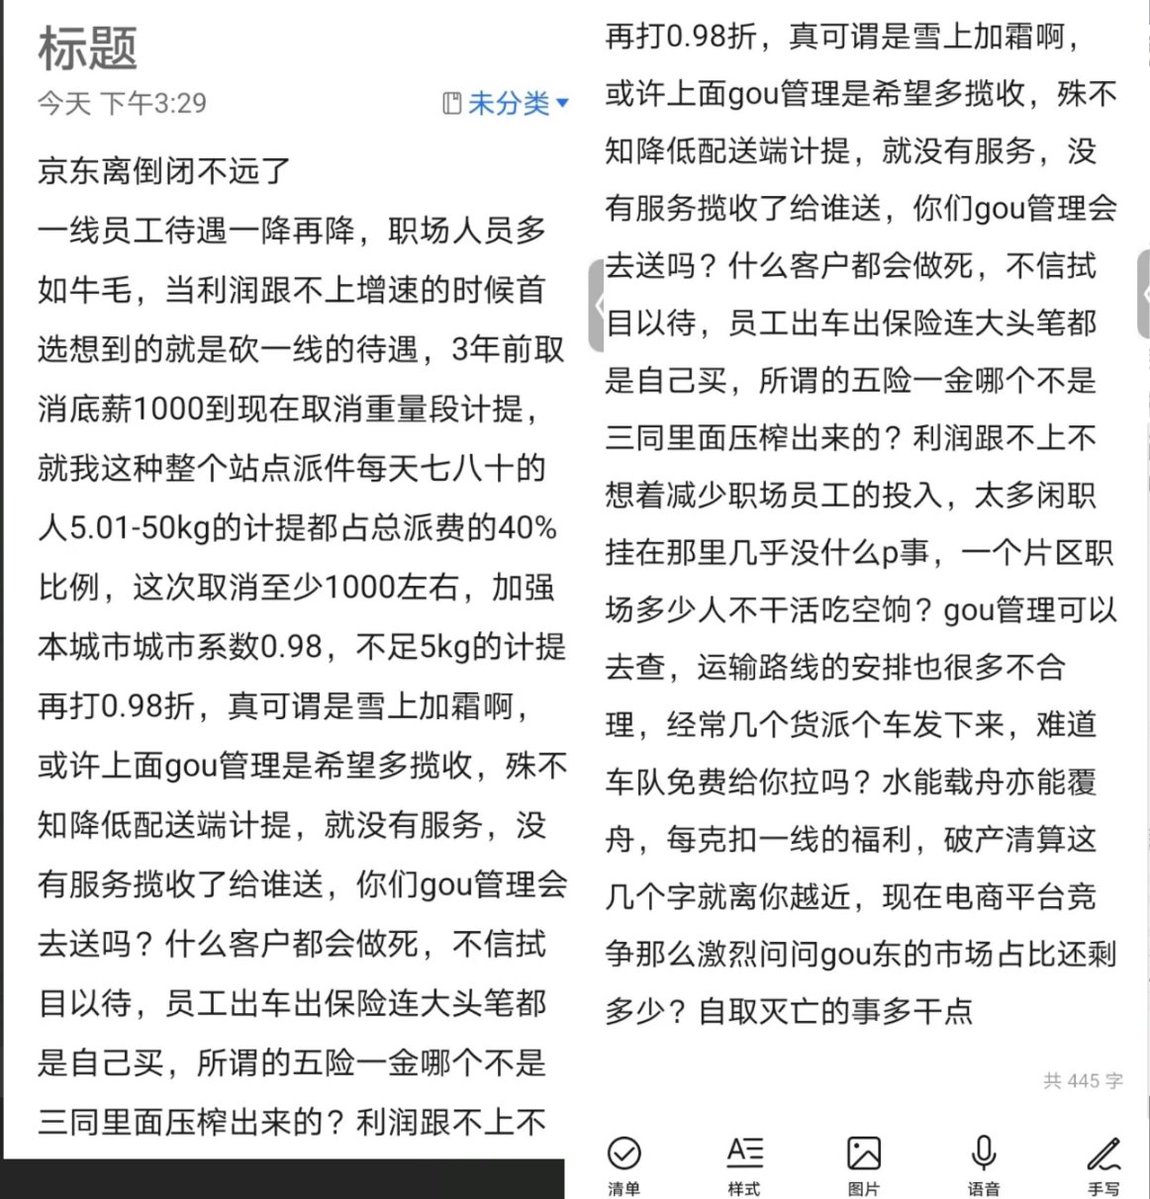 标题
今天 下午3:29
未分类
京东离倒闭不远了
一线员工待遇一降再降，职场人员多
如牛毛，当利润跟不上增速的时候首
选想到的就是砍一线的待遇，3年前取
消底薪1000到现在取消重量段计提，
就我这种整个站点派件每天七八十的
人5.01-50kg的计提都占总派费的40%
比例，这次取消至少1000左右，加强
本城市城市系数0.98，不足5kg的计提
再打0.98折，真可谓是雪上加霜啊，
或许上面gou管理是希望多揽收，殊不
知降低配送端计提，就没有服务，没
有服务揽收了给谁送，你们gou管理会
去送吗？什么客户都会做死，不信拭
目以待，员工出车出保险连大头笔都
是自己买，所谓的五险一金哪个不是
三同里面压榨出来的？利润跟不上不
再打0.98折，真可谓是雪上加霜啊，
或许上面gou管理是希望多揽收，殊不
知降低配送端计提，就没有服务，没
有服务揽收了给谁送，你们gou管理会
去送吗？什么客户都会做死，不信拭
目以待，员工出车出保险连大头笔都
是自己买，所谓的五险一金哪个不是
三同里面压榨出来的？利润跟不上不
想着减少职场员工的投入，太多闲职
挂在那里几乎没什么p事，一个片区职
场多少人不干活吃空饷？gou管理可以
去查，运输路线的安排也很多不合
理，经常几个货派个车发下来，难道
车队免费给你拉吗？水能载舟亦能覆
舟，每克扣一线的福利，破产清算这
几个字就离你越近，现在电商平台竞
争那么激烈问问gou东的市场占比还剩
多少？自取灭亡的事多干点
共 445 字
清单 样式 图片 语音 手写